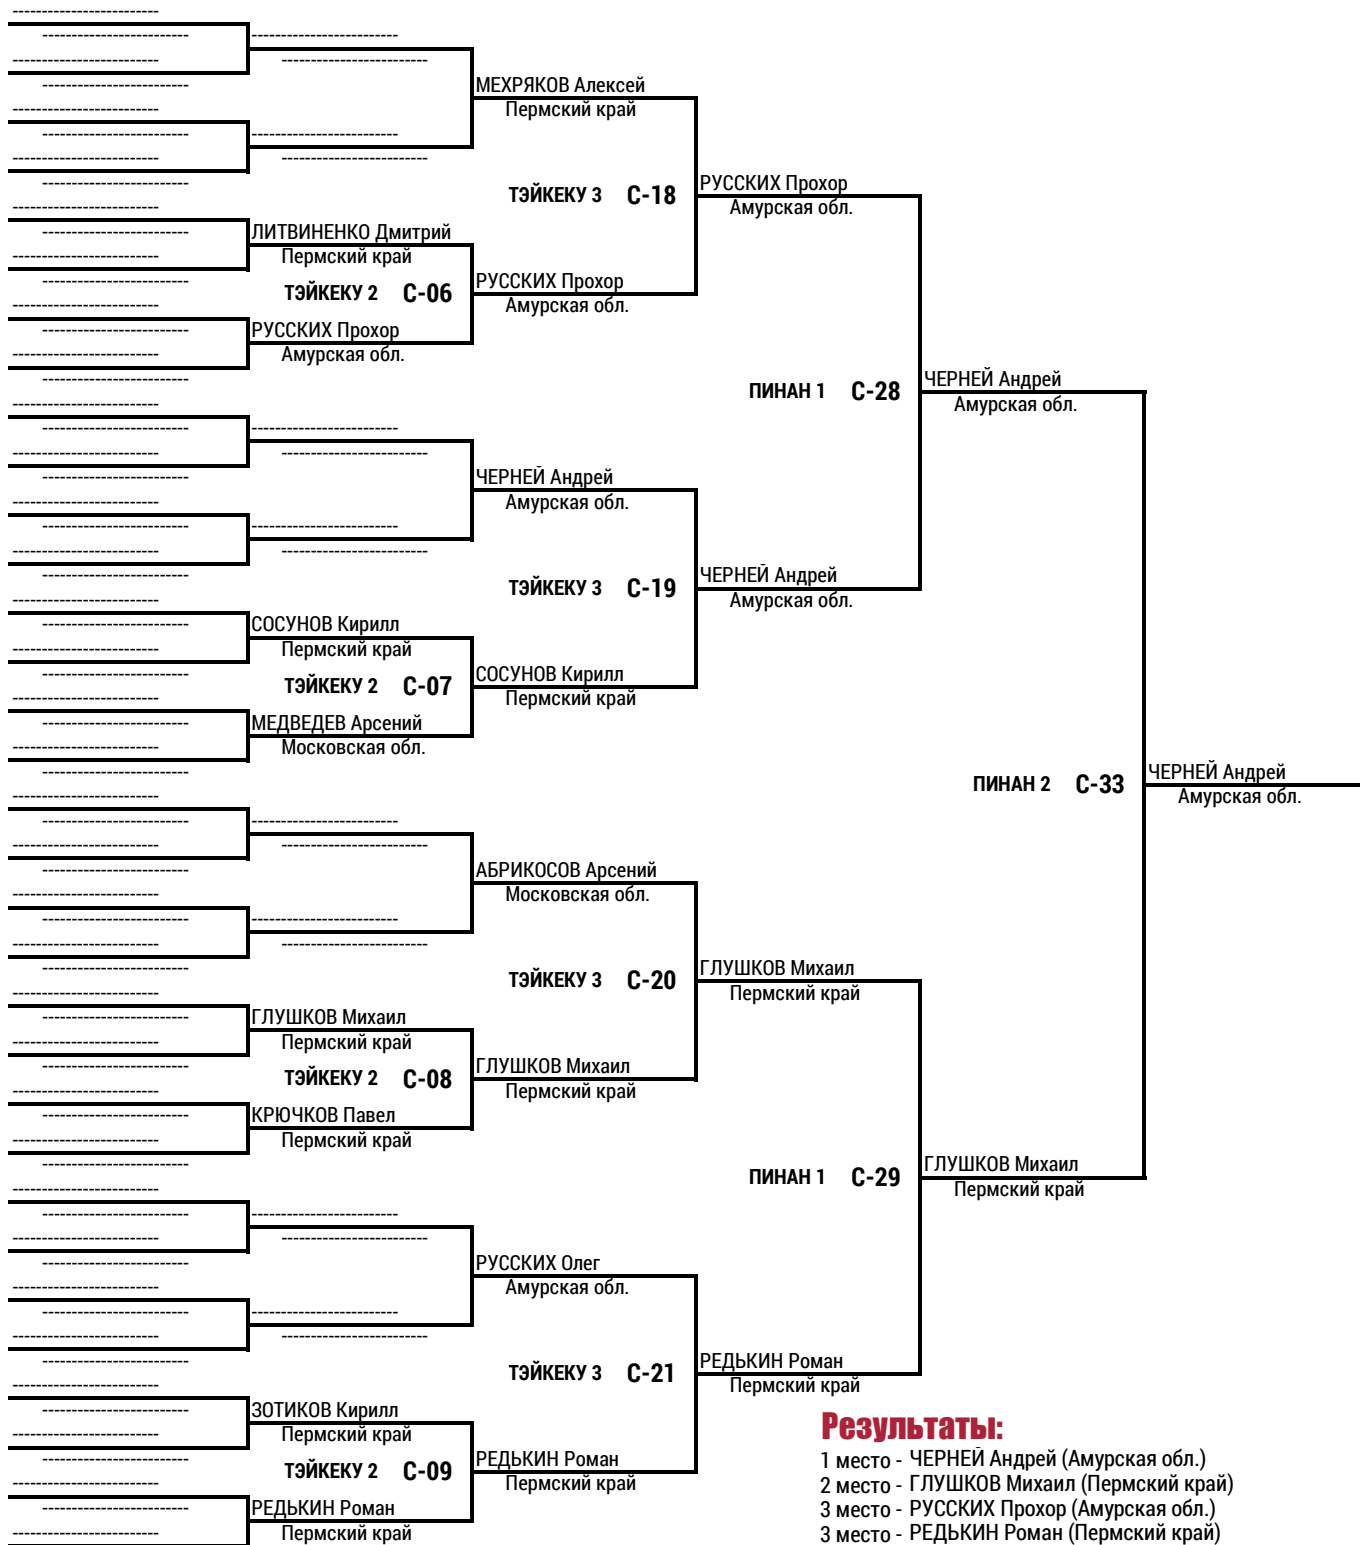 МЕХРЯКОВ Алексей
Пермский край
ТЭЙКЕКУ 3 С-18
РУССКИХ Прохор
Амурская обл.
ЛИТВИНЕНКО Дмитрий
Пермский край
ТЭЙКЕКУ 2 С-06
РУССКИХ Прохор
Амурская обл.
РУССКИХ Прохор
Амурская обл.
ПИНАН 1 С-28
ЧЕРНЕЙ Андрей
Амурская обл.
ЧЕРНЕЙ Андрей
Амурская обл.
ТЭЙКЕКУ 3 С-19
ЧЕРНЕЙ Андрей
Амурская обл.
СОСУНОВ Кирилл
Пермский край
ТЭЙКЕКУ 2 С-07
СОСУНОВ Кирилл
Пермский край
МЕДВЕДЕВ Арсений
Московская обл.
ПИНАН 2 С-33
ЧЕРНЕЙ Андрей
Амурская обл.
АБРИКОСОВ Арсений
Московская обл.
ТЭЙКЕКУ 3 С-20
ГЛУШКОВ Михаил
Пермский край
ГЛУШКОВ Михаил
Пермский край
ТЭЙКЕКУ 2 С-08
ГЛУШКОВ Михаил
Пермский край
КРЮЧКОВ Павел
Пермский край
ПИНАН 1 С-29
ГЛУШКОВ Михаил
Пермский край
РУССКИХ Олег
Амурская обл.
ТЭЙКЕКУ 3 С-21
РЕДЬКИН Роман
Пермский край
ЗОТИКОВ Кирилл
Пермский край
ТЭЙКЕКУ 2 С-09
РЕДЬКИН Роман
Пермский край
РЕДЬКИН Роман
Пермский край
Результаты:
1 место - ЧЕРНЕЙ Андрей (Амурская обл.)
2 место - ГЛУШКОВ Михаил (Пермский край)
3 место - РУССКИХ Прохор (Амурская обл.)
3 место - РЕДЬКИН Роман (Пермский край)